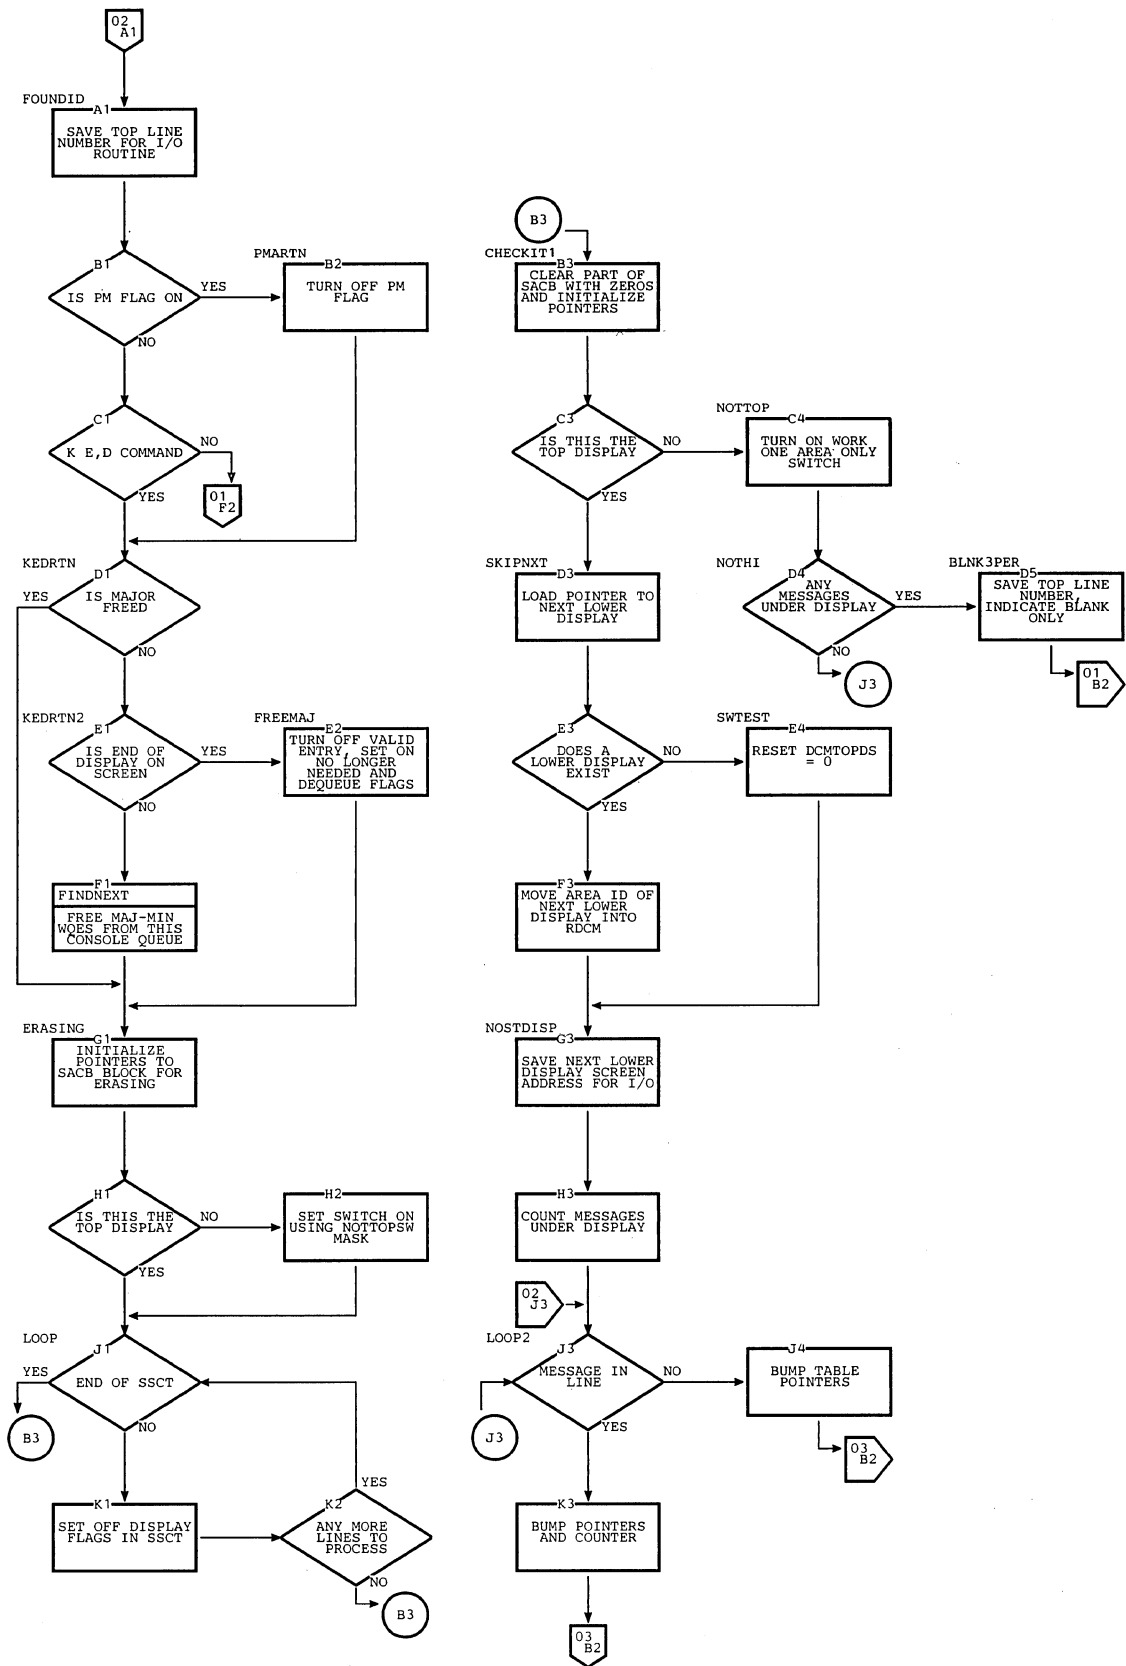 02
A1
FOUNDID
A1
SAVE TOP LINE
NUMBER FOR I/O
ROUTINE
B1
IS PM FLAG ON
YES
NO
PMARTN
B2
TURN OFF PM
FLAG
C1
K E,D COMMAND
NO
YES
01
F2
KEDRTN
D1
IS MAJOR
FREED
YES
NO
KEDRTN2
E1
IS END OF
DISPLAY ON
SCREEN
YES
NO
FREEMAJ
E2
TURN OFF VALID
ENTRY, SET ON
NO LONGER
NEEDED AND
DEQUEUE FLAGS
F1
FINDNEXT
FREE MAJ-MIN
WQES FROM THIS
CONSOLE QUEUE
ERASING
G1
INITIALIZE
POINTERS TO
SACB BLOCK FOR
ERASING
H1
IS THIS THE
TOP DISPLAY
NO
YES
H2
SET SWITCH ON
USING NOTTOPSW
MASK
LOOP
J1
END OF SSCT
YES
NO
B3
K1
SET OFF DISPLAY
FLAGS IN SSCT
K2
ANY MORE
LINES TO
PROCESS
YES
NO
B3
B3
CHECKIT1
B3
CLEAR PART OF
SACB WITH ZEROS
AND INITIALIZE
POINTERS
C3
IS THIS THE
TOP DISPLAY
NO
YES
NOTTOP
C4
TURN ON WORK
ONE AREA ONLY
SWITCH
SKIPNXT
D3
LOAD POINTER TO
NEXT LOWER
DISPLAY
NOTHI
D4
ANY
MESSAGES
UNDER DISPLAY
YES
NO
J3
BLNK3PER
D5
SAVE TOP LINE
NUMBER,
INDICATE BLANK
ONLY
01
B2
E3
DOES A
LOWER DISPLAY
EXIST
NO
YES
SWTEST
E4
RESET DCMTOPDS
= 0
F3
MOVE AREA ID OF
NEXT LOWER
DISPLAY INTO
RDCM
NOSTDISP
G3
SAVE NEXT LOWER
DISPLAY SCREEN
ADDRESS FOR I/O
H3
COUNT MESSAGES
UNDER DISPLAY
02
J3
LOOP2
J3
MESSAGE IN
LINE
NO
YES
J3
J4
BUMP TABLE
POINTERS
03
B2
K3
BUMP POINTERS
AND COUNTER
03
B2